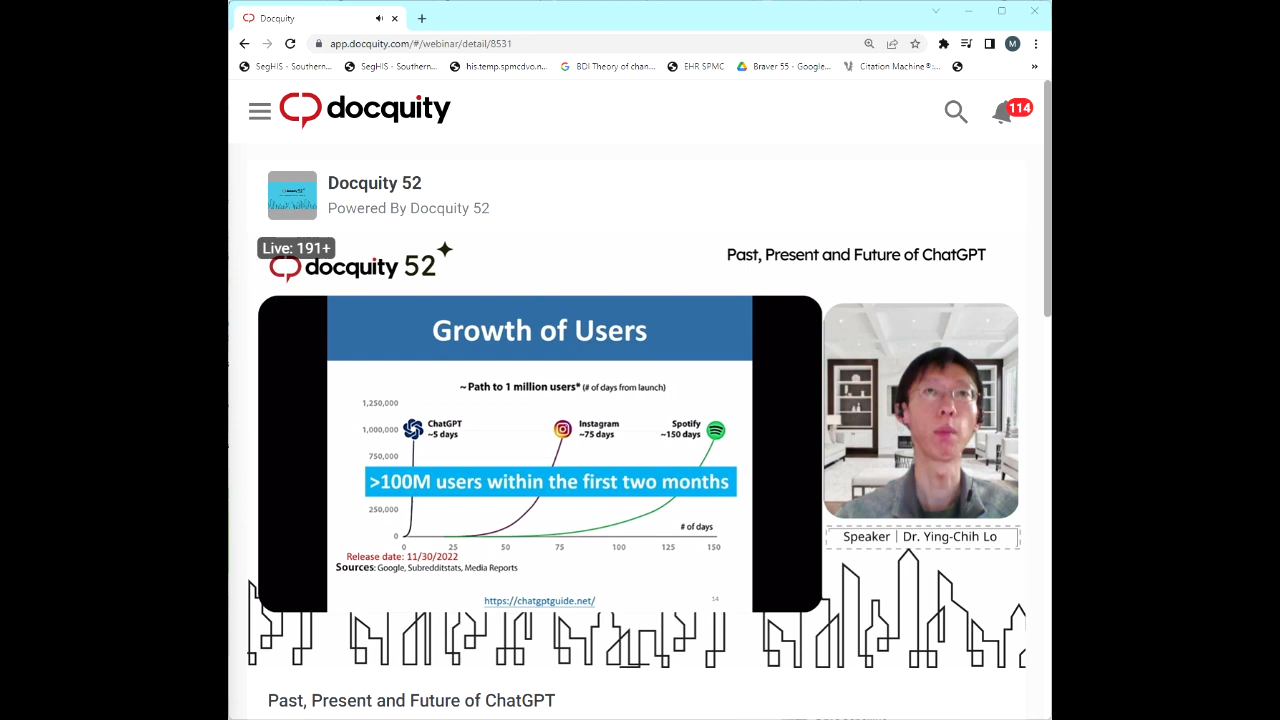 Docquity
app.docquity.com/#/webinar/detail/8531
M
SegHIS - Southern...
SegHIS - Southern...
his.temp.spmcdvo.n...
BDI Theory of chan...
EHR SPMC
Braver 55 - Google...
Citation Machine®:...
»
docquity
114
Docquity 52
Powered By Docquity 52
Live: 191+
docquity 52
Past, Present and Future of ChatGPT
Growth of Users
~ Path to 1 million users* (# of days from launch)
1,250,000
1,000,000
750,000
250,000
0
ChatGPT
~5 days
Instagram
~75 days
Spotify
~150 days
>100M users within the first two months
# of days
0 25 50 75 100 125 150
Release date: 11/30/2022
Sources: Google, Subredditstats, Media Reports
https://chatgptguide.net/
14
Speaker | Dr. Ying-Chih Lo
Past, Present and Future of ChatGPT